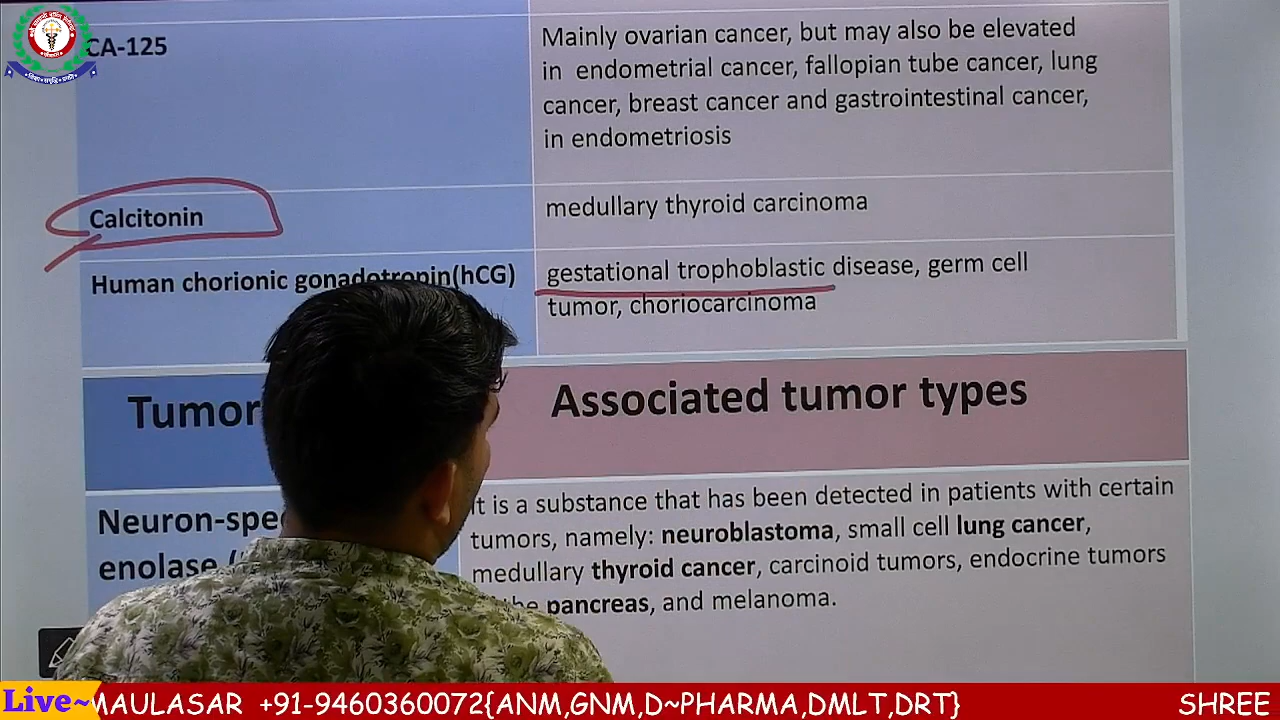 CA-125
Mainly ovarian cancer, but may also be elevated
in endometrial cancer, fallopian tube cancer, lung
cancer, breast cancer and gastrointestinal cancer,
in endometriosis
Calcitonin
medullary thyroid carcinoma
Human chorionic gonadotropin(hCG)
gestational trophoblastic disease, germ cell
tumor, choriocarcinoma
Tumor
Associated tumor types
Neuron-spe
enolase (
It is a substance that has been detected in patients with certain
tumors, namely: neuroblastoma, small cell lung cancer,
medullary thyroid cancer, carcinoid tumors, endocrine tumors
pancreas, and melanoma.
Live~ MAULASAR +91-9460360072{ANM,GNM,D~PHARMA,DMLT,DRT} SHREE